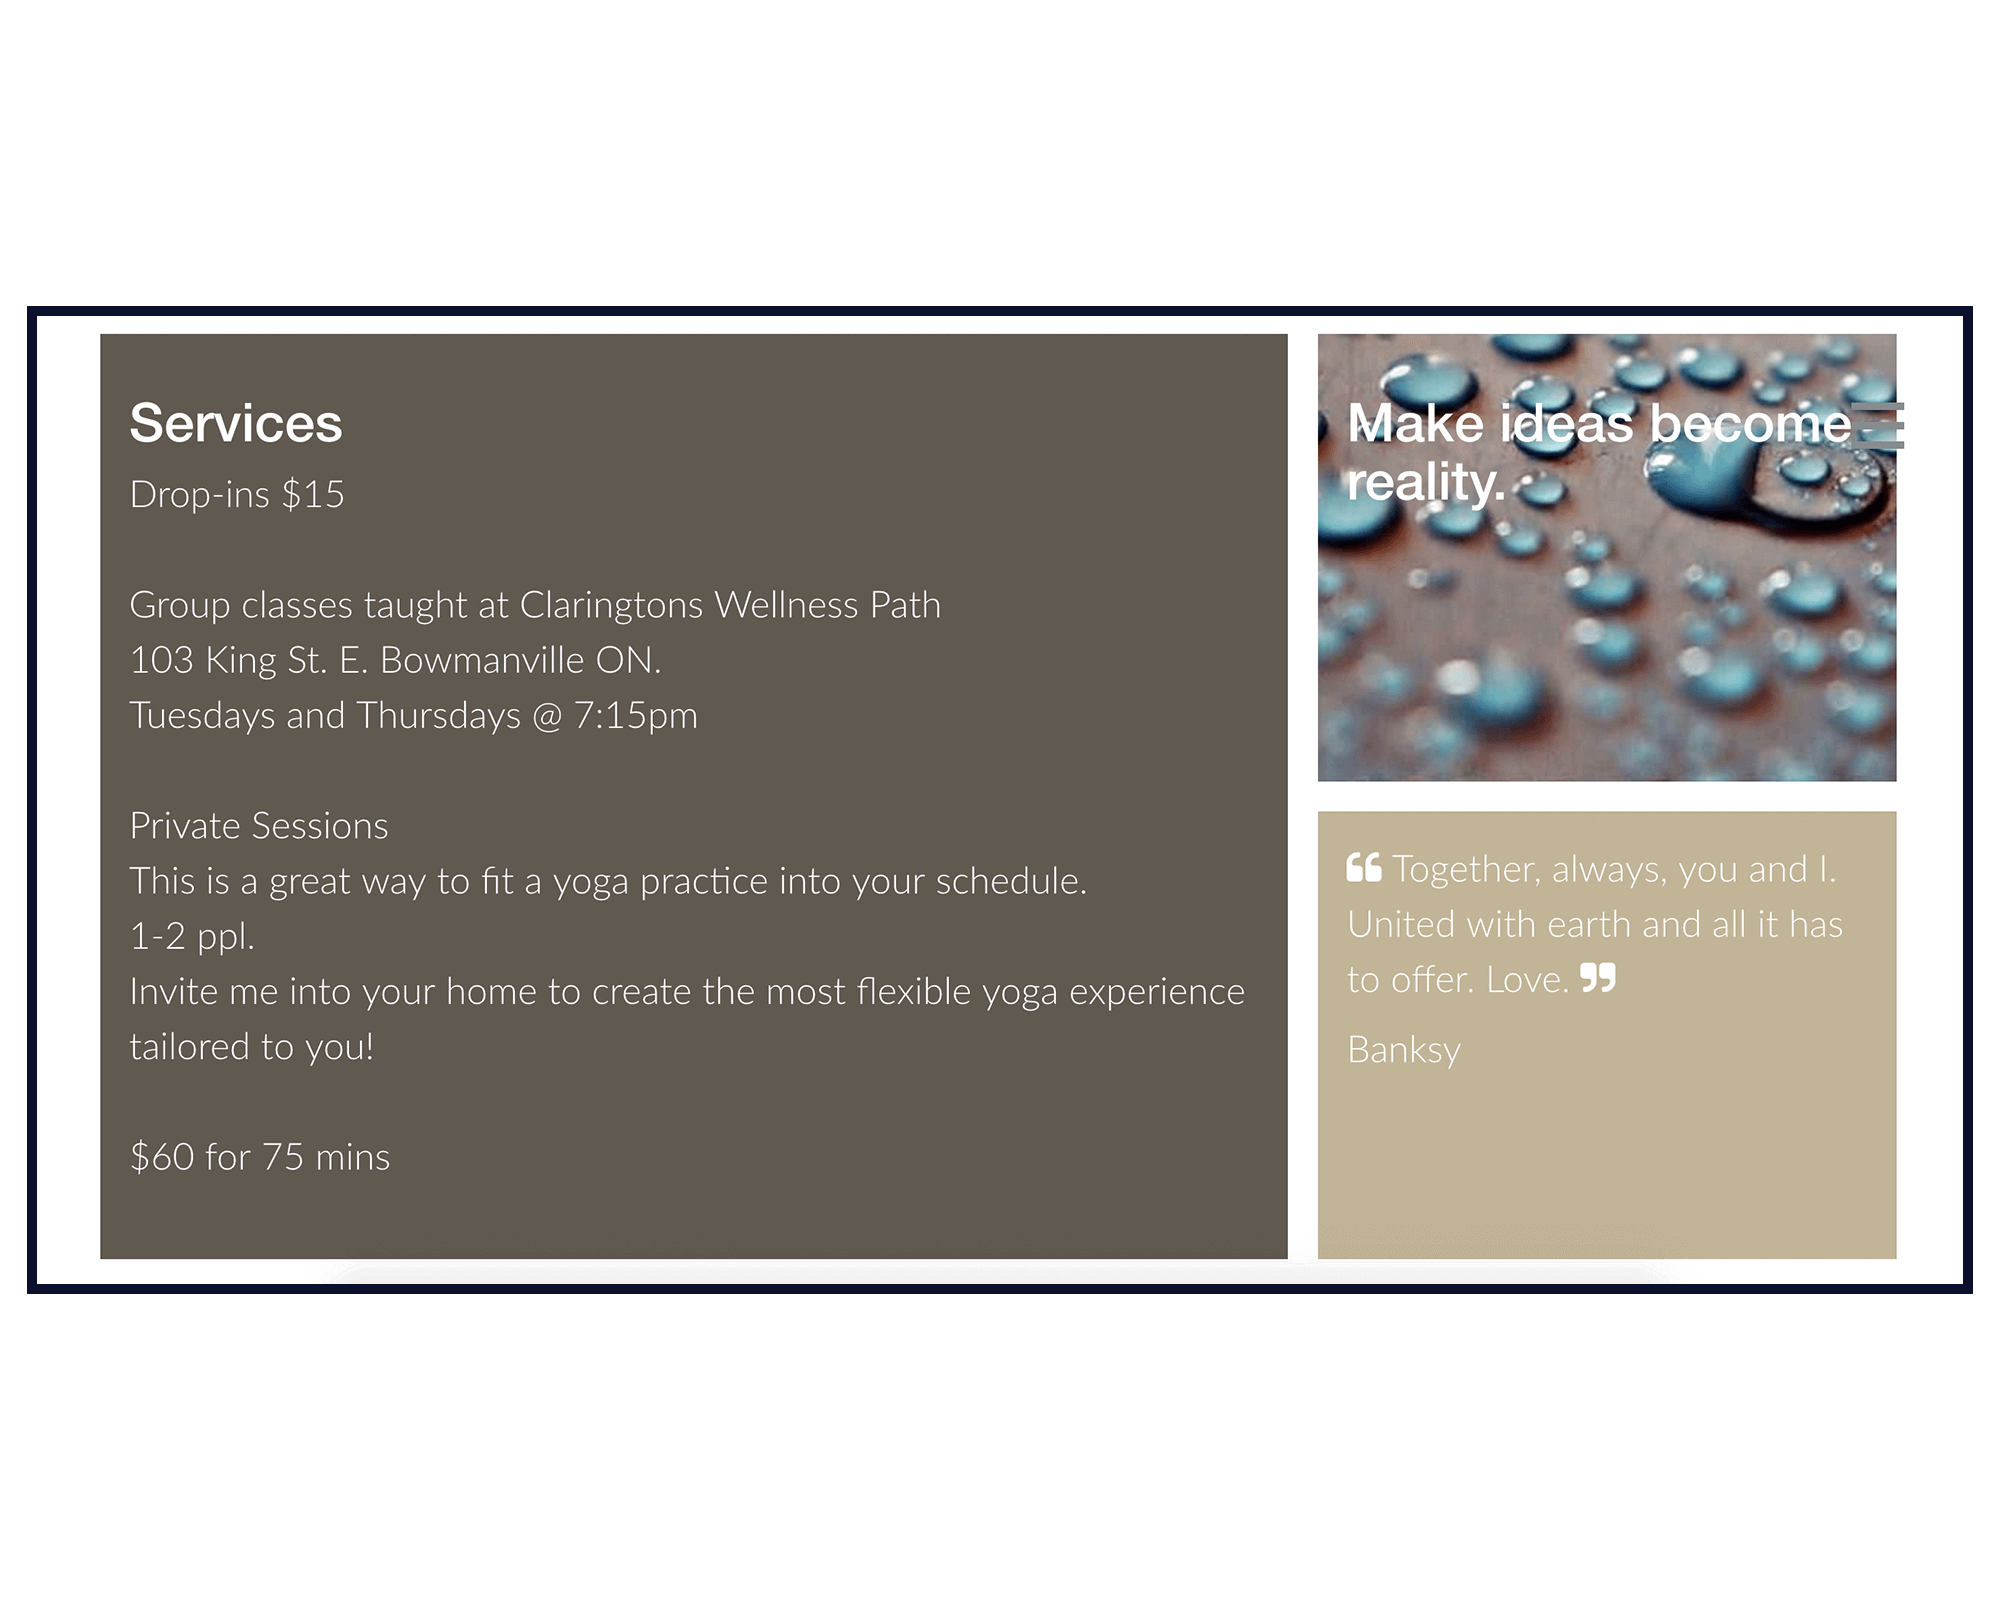 Services
Drop-ins $15
Group classes taught at Claringtons Wellness Path
103 King St. E. Bowmanville ON.
Tuesdays and Thursdays @ 7:15pm
Private Sessions
This is a great way to fit a yoga practice into your schedule.
1-2 ppl.
Invite me into your home to create the most flexible yoga experience
tailored to you!
$60 for 75 mins
Make ideas become
reality.
“ Together, always, you and I.
United with earth and all it has
to offer. Love. ”
Banksy